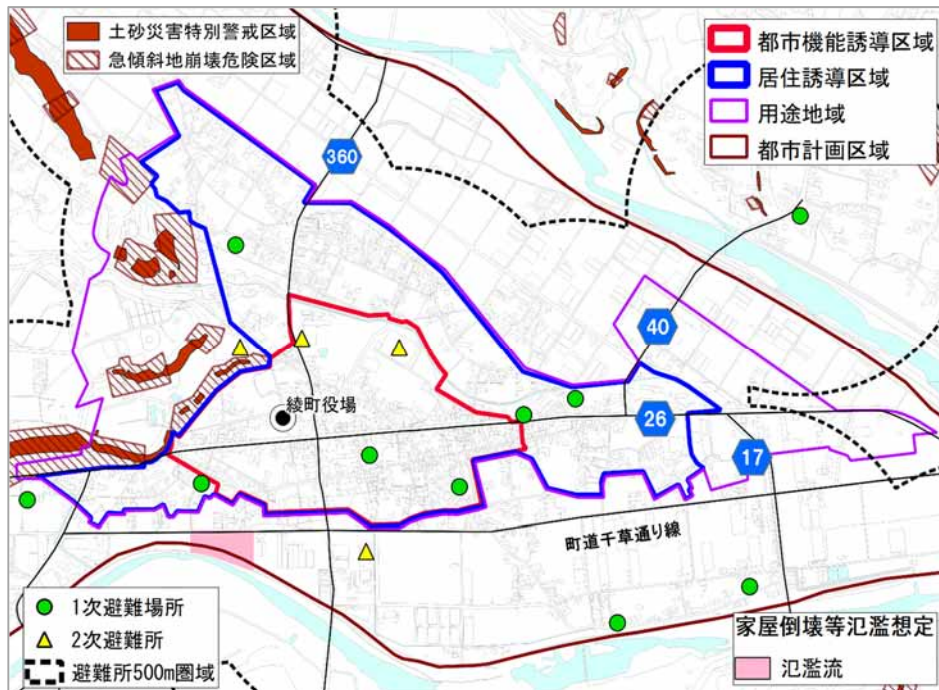 土砂災害特別警戒区域
急傾斜地崩壊危険区域
都市機能誘導区域
居住誘導区域
用途地域
都市計画区域
360
40
綾町役場
26
17
町道千草通り線
1次避難場所
2次避難所
避難所500m圏域
家屋倒壊等氾濫想定
氾濫流